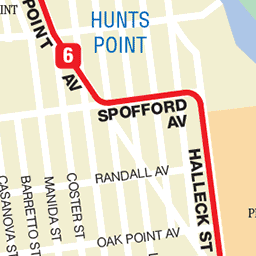 HUNTS
POINT
POINT
AV
6
SPOFFORD
AV
HALLECK ST
RANDALL AV
OAK POINT AV
COSTER ST
MANIDA ST
BARRETTO ST
CASANOVA ST